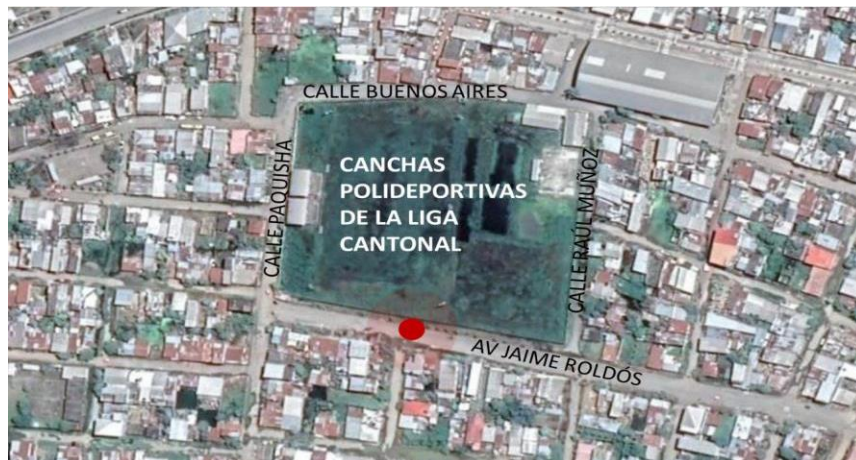 CALLE BUENOS AIRES
CANCHAS
POLIDEPORTIVAS
DE LA LIGA
CANTONAL
CALLE PAQUISHA
CALLE RAÚL MUÑOZ
AV JAIME ROLDÓS